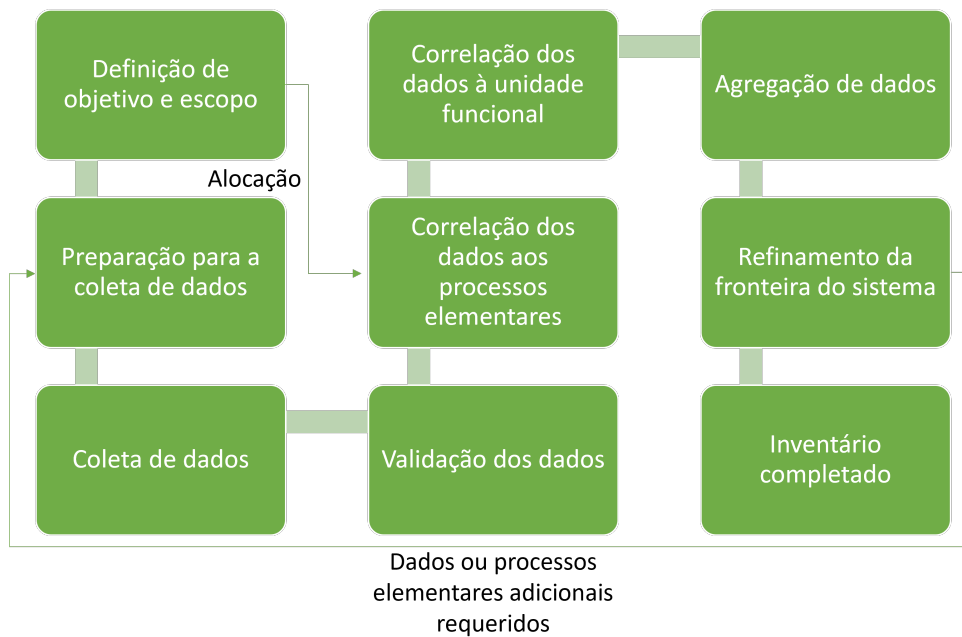 Definição de
objetivo e escopo
Alocação
Preparação para a
coleta de dados
Coleta de dados
Validação dos dados
Correlação dos
dados aos
processos
elementares
Correlação dos
dados à unidade
funcional
Agregação de dados
Refinamento da
fronteira do sistema
Inventário
completado
Dados ou processos
elementares adicionais
requeridos